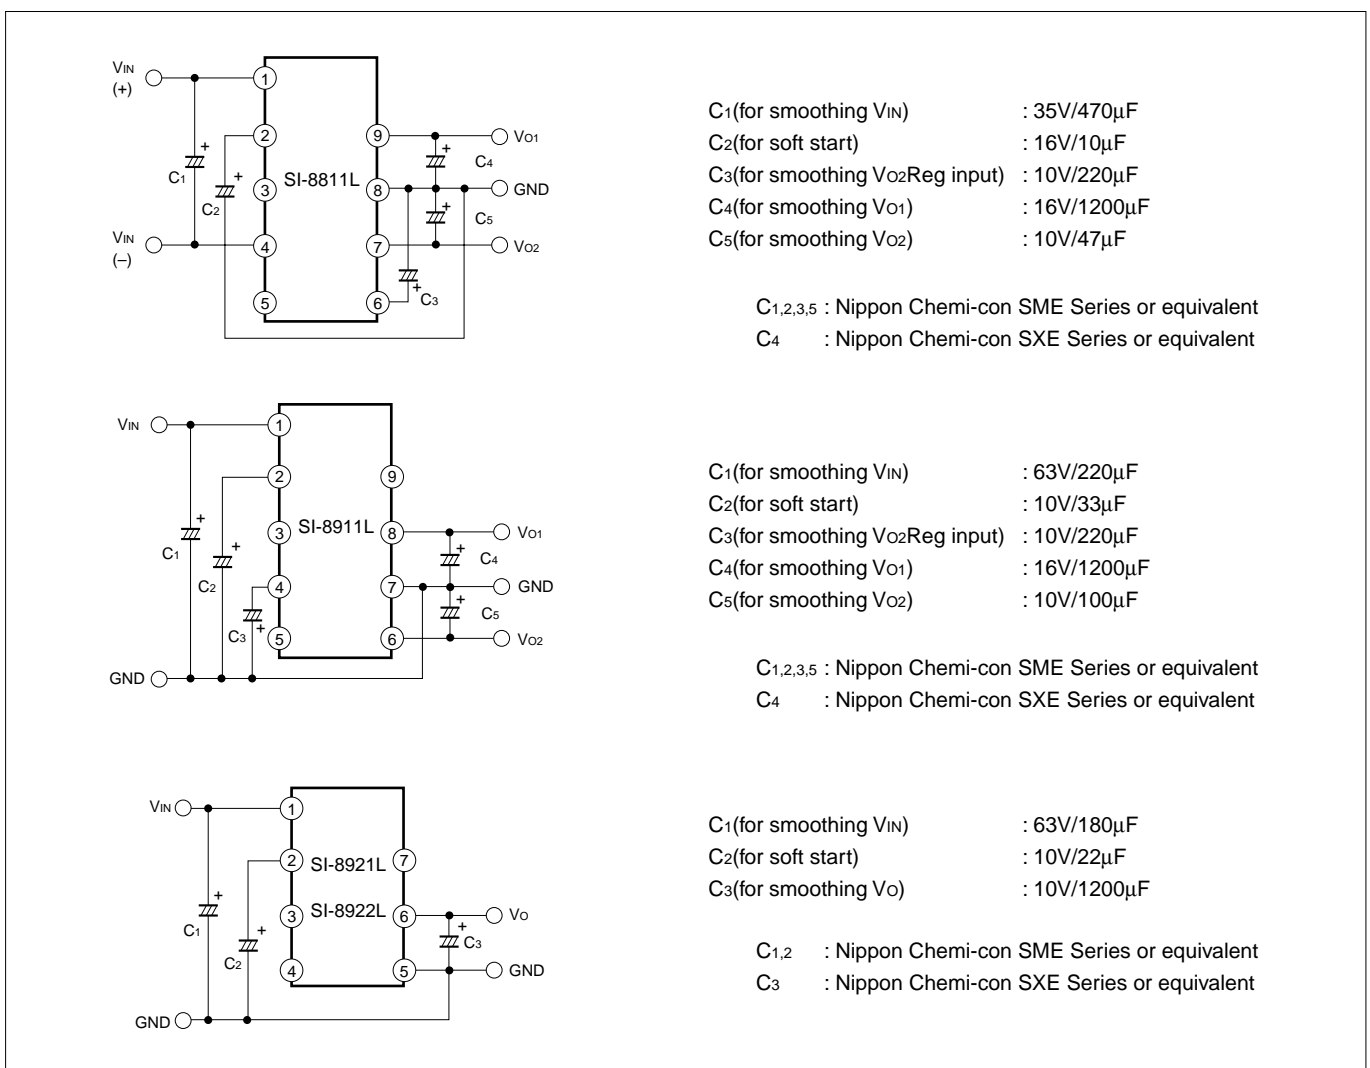 VIN
(+)
1
2
3
4
5
9
8
7
6
SI-8811L
+
C1
+
C2
+
C4
+
C5
+
C3
VO1
GND
VO2
VIN
(–)
C1(for smoothing VIN) : 35V/470µF
C2(for soft start) : 16V/10µF
C3(for smoothing VO2Reg input) : 10V/220µF
C4(for smoothing VO1) : 16V/1200µF
C5(for smoothing VO2) : 10V/47µF
C1,2,3,5 : Nippon Chemi-con SME Series or equivalent
C4 : Nippon Chemi-con SXE Series or equivalent
VIN
1
2
3
4
5
9
8
7
6
SI-8911L
+
C1
+
C2
+
C3
+
C4
+
C5
VO1
GND
VO2
GND
C1(for smoothing VIN) : 63V/220µF
C2(for soft start) : 10V/33µF
C3(for smoothing VO2Reg input) : 10V/220µF
C4(for smoothing VO1) : 16V/1200µF
C5(for smoothing VO2) : 10V/100µF
C1,2,3,5 : Nippon Chemi-con SME Series or equivalent
C4 : Nippon Chemi-con SXE Series or equivalent
VIN
1
2
3
4
7
6
5
SI-8921L
SI-8922L
+
C1
+
C2
+
C3
VO
GND
GND
C1(for smoothing VIN) : 63V/180µF
C2(for soft start) : 10V/22µF
C3(for smoothing VO) : 10V/1200µF
C1,2 : Nippon Chemi-con SME Series or equivalent
C3 : Nippon Chemi-con SXE Series or equivalent